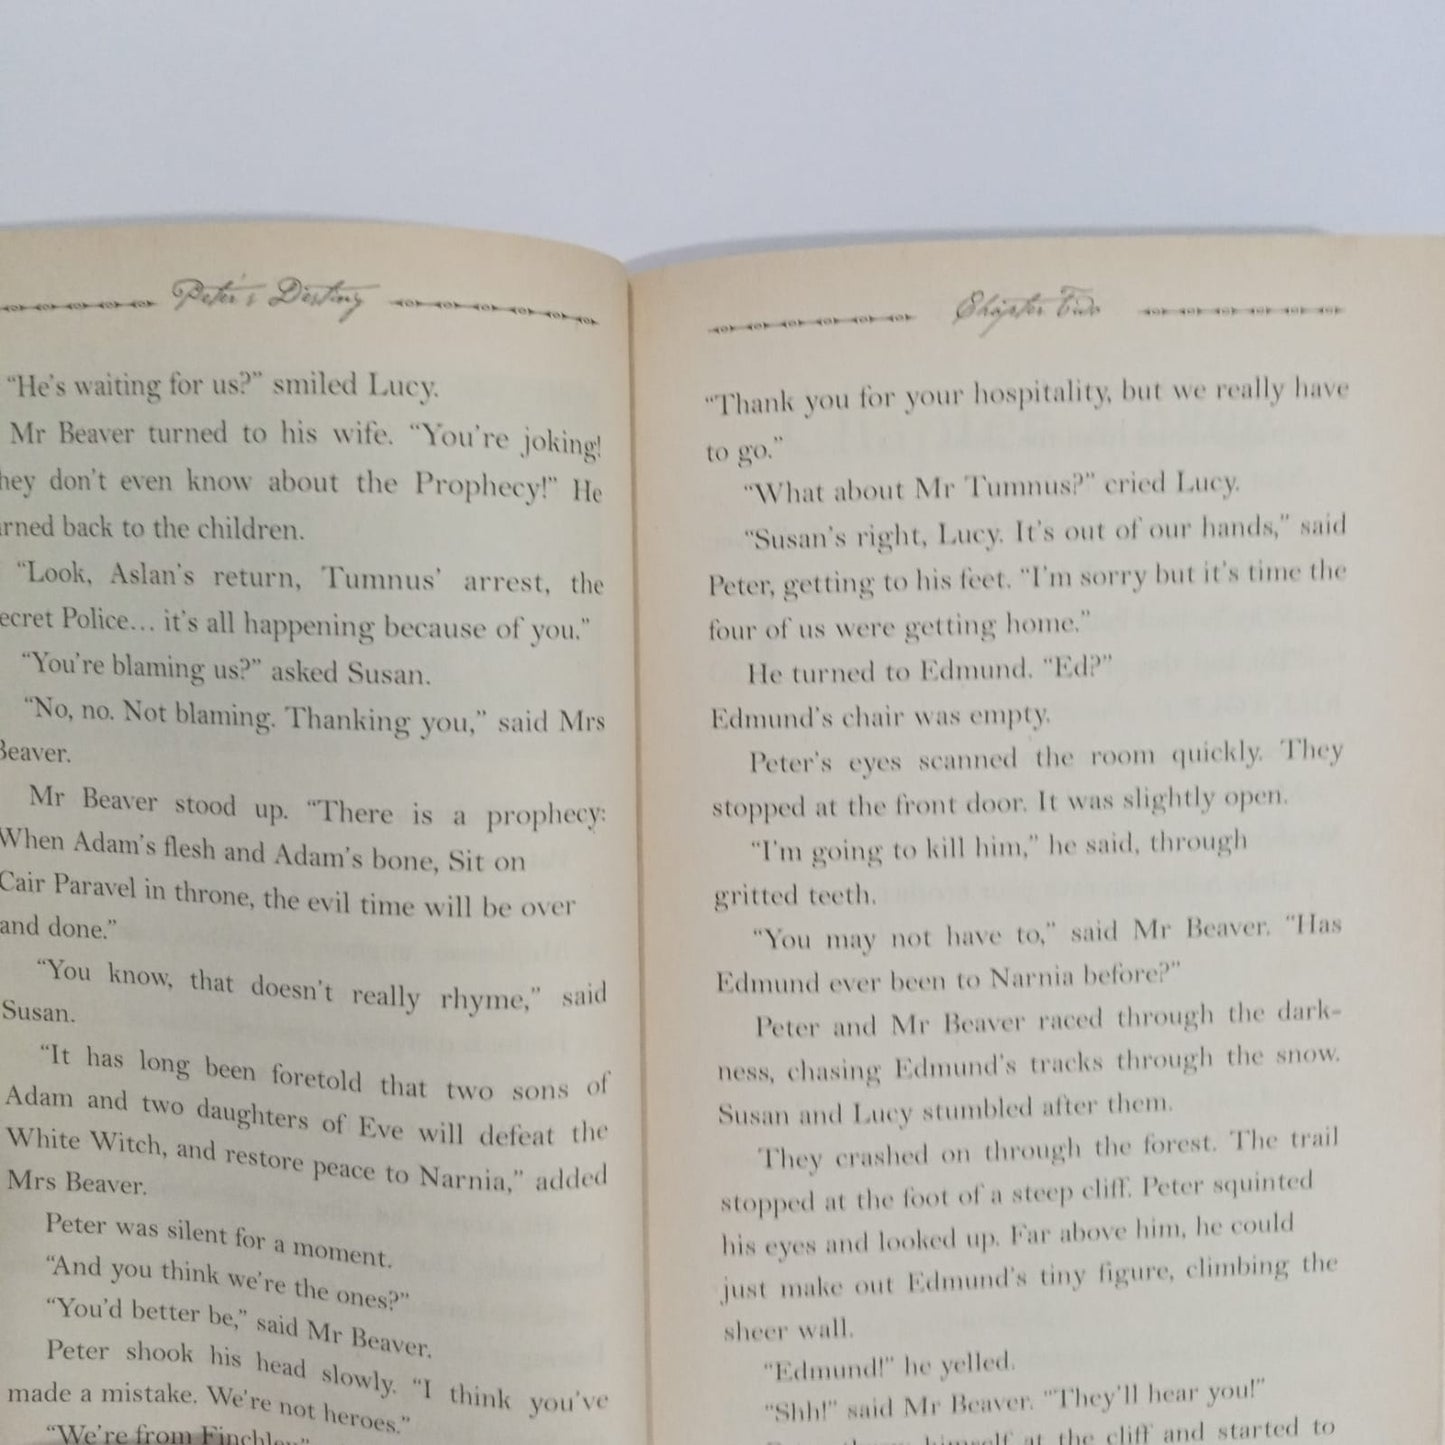 Peter's Destiny
"He's waiting for us?" smiled Lucy.
Mr Beaver turned to his wife. "You're joking!
hey don't even know about the Prophecy!" He
rned back to the children.
"Look, Aslan's return, Tumnus' arrest, the
ecret Police... it's all happening because of you."
"You're blaming us?" asked Susan.
"No, no. Not blaming. Thanking you," said Mrs
Beaver.
Mr Beaver stood up. "There is a prophecy:
When Adam's flesh and Adam's bone, Sit on
Cair Paravel in throne, the evil time will be over
and done."
"You know, that doesn't really rhyme," said
Susan.
"It has long been foretold that two sons of
Adam and two daughters of Eve will defeat the
White Witch, and restore peace to Narnia," added
Mrs Beaver.
Peter was silent for a moment.
"And you think we're the ones?"
"You'd better be," said Mr Beaver.
Peter shook his head slowly. "I think you've
made a mistake. We're not heroes."
"We're from Finchley"
Chapter Two
"Thank you for your hospitality, but we really have
to go."
"What about Mr Tumnus?" cried Lucy.
"Susan's right, Lucy. It's out of our hands," said
Peter, getting to his feet. "I'm sorry but it's time the
four of us were getting home."
He turned to Edmund. "Ed?"
Edmund's chair was empty.
Peter's eyes scanned the room quickly. They
stopped at the front door. It was slightly open.
"I'm going to kill him," he said, through
gritted teeth.
"You may not have to," said Mr Beaver. "Has
Edmund ever been to Narnia before?"
Peter and Mr Beaver raced through the dark-
ness, chasing Edmund's tracks through the snow.
Susan and Lucy stumbled after them.
They crashed on through the forest. The trail
stopped at the foot of a steep cliff. Peter squinted
his eyes and looked up. Far above him, he could
just make out Edmund's tiny figure, climbing the
sheer wall.
"Edmund!" he yelled.
"Shh!" said Mr Beaver. "They'll hear you!"
himself at the cliff and started to